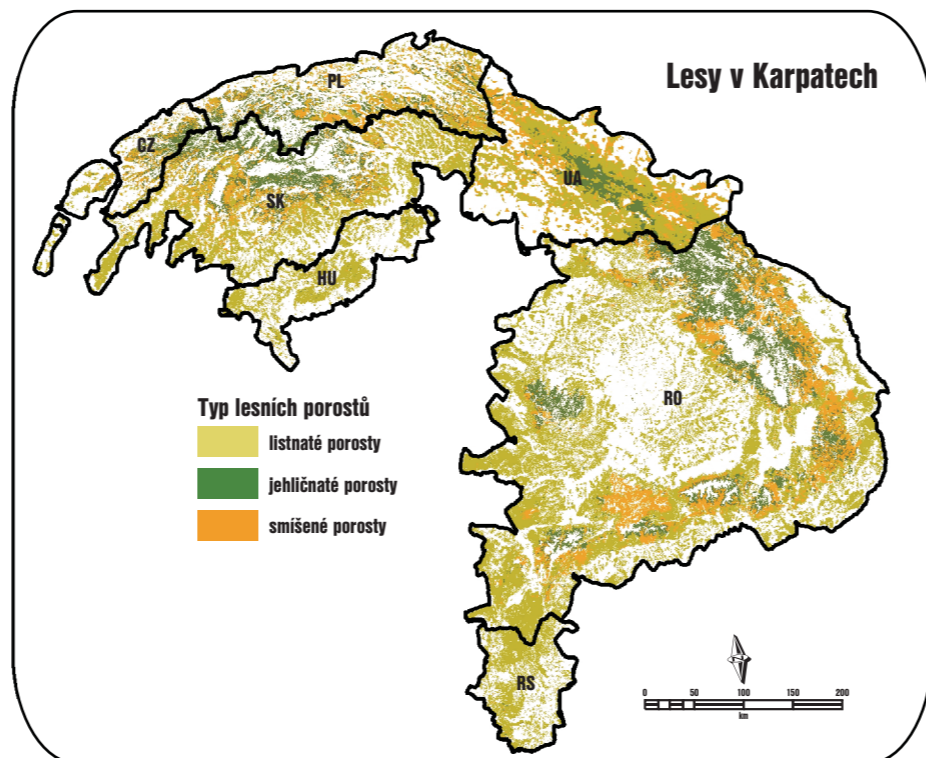 Lesy v Karpatech
PL
CZ
UA
SK
HU
RO
RS
Typ lesních porostů
listnaté porosty
jehličnaté porosty
smíšené porosty
0 50 100 150 200
km